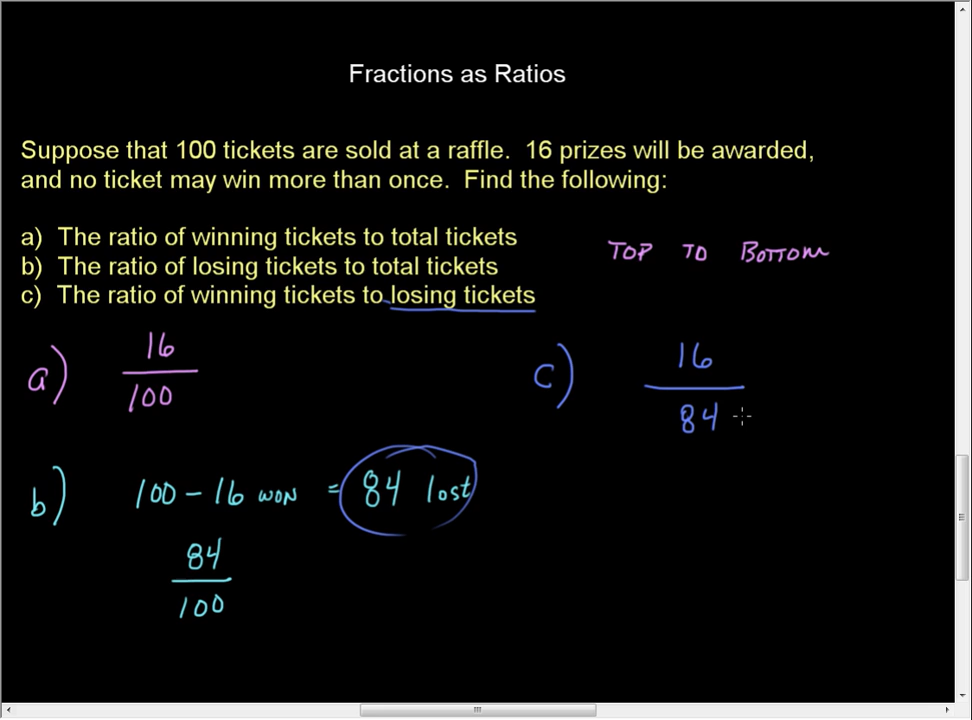 Fractions as Ratios
Suppose that 100 tickets are sold at a raffle. 16 prizes will be awarded,
and no ticket may win more than once. Find the following:
a) The ratio of winning tickets to total tickets
b) The ratio of losing tickets to total tickets
c) The ratio of winning tickets to losing tickets
TOP TO BOTTOM
a) 16
100
b) 100 - 16 won = 84 lost
84
100
c) 16
84